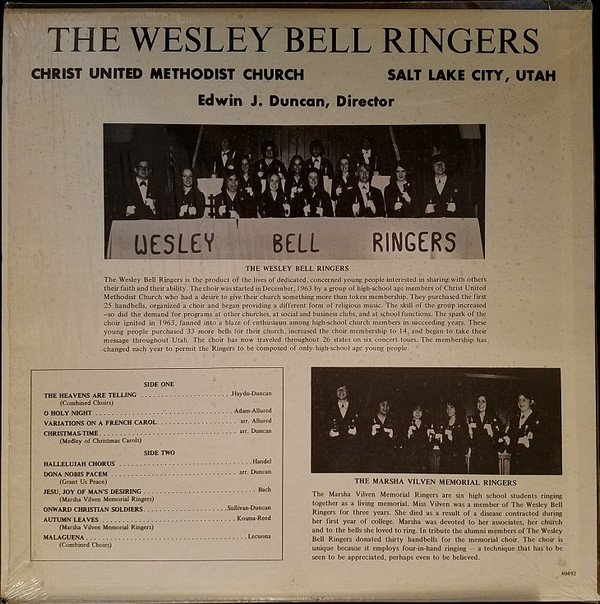 THE WESLEY BELL RINGERS
CHRIST UNITED METHODIST CHURCH SALT LAKE CITY, UTAH
Edwin J. Duncan, Director
WESLEY BELL RINGERS
THE WESLEY BELL RINGERS
The Wesley Bell Ringers is the product of the lives of dedicated, concerned young people interested in sharing with others
their faith and their ability. The choir was started in December, 1963 by a group of high-school age members of Christ United
Methodist Church who had a desire to give their church something more than token membership. They purchased the first
25 handbells, organized a choir and began providing a different form of religious music. The skill of the group increased
—so did the demand for programs at other churches, at social and business clubs, and at school functions. The spark of the
choir ignited in 1963, fanned into a blaze of enthusiasm among high-school church members in succeeding years. These
young people purchased 33 more bells for their church, increased the choir membership to 14, and began to take their
message throughout Utah. The choir has now traveled throughout 26 states on six concert tours. The membership has
changed each year to permit the Ringers to be composed of only high-school age young people.
SIDE ONE
THE HEAVENS ARE TELLING ..........Haydn-Duncan
(Combined Choirs)
O HOLY NIGHT ..........Adam-Allured
VARIATIONS ON A FRENCH CAROL..........arr. Allured
CHRISTMAS-TIME..........arr. Duncan
(Medley of Christmas Carols)
SIDE TWO
HALLELUJAH CHORUS ..........Handel
DONA NOBIS PACEM ..........arr. Duncan
(Grant Us Peace)
JESU, JOY OF MAN'S DESIRING ..........Bach
(Marsha Vilven Memorial Ringers)
ONWARD CHRISTIAN SOLDIERS..........Sullivan-Duncan
AUTUMN LEAVES ..........Kosma-Reed
(Marsha Vilven Memorial Ringers)
MALAGUENA ..........Lecuona
(Combined Choirs)
THE MARSHA VILVEN MEMORIAL RINGERS
The Marsha Vilven Memorial Ringers are six high school students ringing
together as a living memorial. Miss Vilven was a member of The Wesley Bell
Ringers for three years. She died as a result of a disease contracted during
her first year of college. Marsha was devoted to her associates, her church
and to the bells she loved to ring. In tribute the alumni members of The Wesley
Bell Ringers donated thirty handbells for the memorial choir. The choir is
unique because it employs four-in-hand ringing — a technique that has to be
seen to be appreciated, perhaps even to be believed.
40492